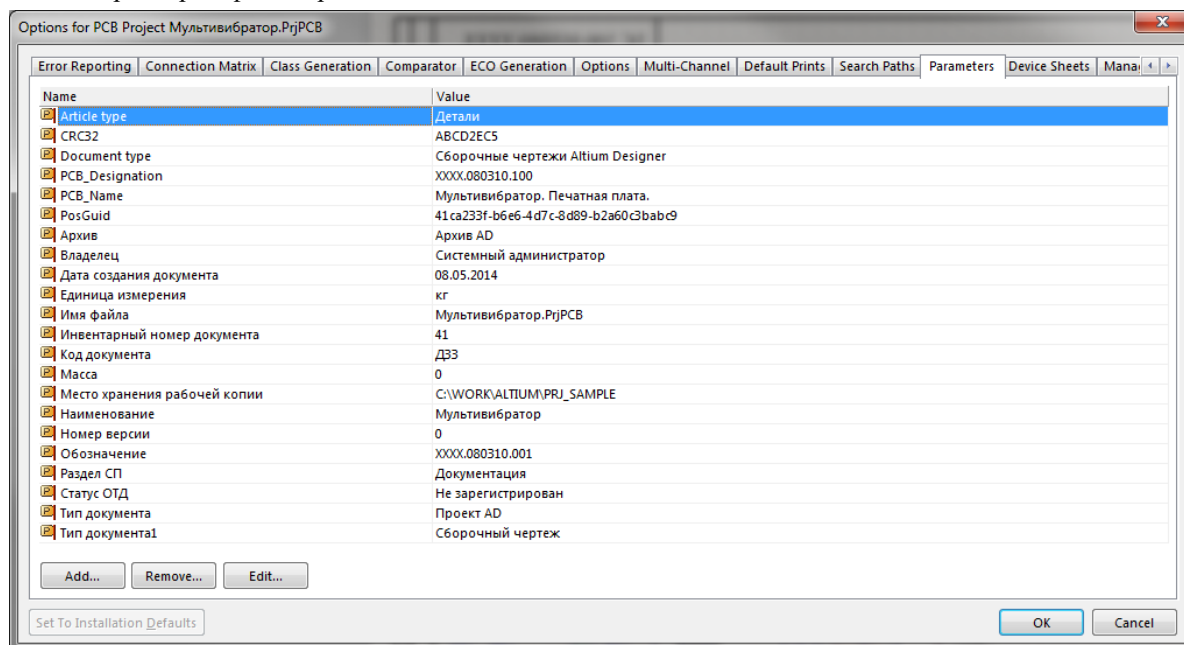 Options for PCB Project Мультивибратор.PrjPCB
Error Reporting Connection Matrix Class Generation Comparator ECO Generation Options Multi-Channel Default Prints Search Paths Parameters Device Sheets Mana
Name Value
Article type Детали
CRC32 ABCD2EC5
Document type Сборочные чертежи Altium Designer
PCB_Designation XXXX.080310.100
PCB_Name Мультивибратор. Печатная плата.
PosGuid 41ca233f-b6e6-4d7c-8d89-b2a60c3babc9
Архив Архив AD
Владелец Системный администратор
Дата создания документа 08.05.2014
Единица измерения кг
Имя файла Мультивибратор.PrjPCB
Инвентарный номер документа 41
Код документа Д33
Масса 0
Место хранения рабочей копии C:\WORK\ALTIUM\PRJ_SAMPLE
Наименование Мультивибратор
Номер версии 0
Обозначение XXXX.080310.001
Раздел СП Документация
Статус ОТД Не зарегистрирован
Тип документа Проект AD
Тип документа1 Сборочный чертеж
Add... Remove... Edit...
Set To Installation Defaults OK Cancel